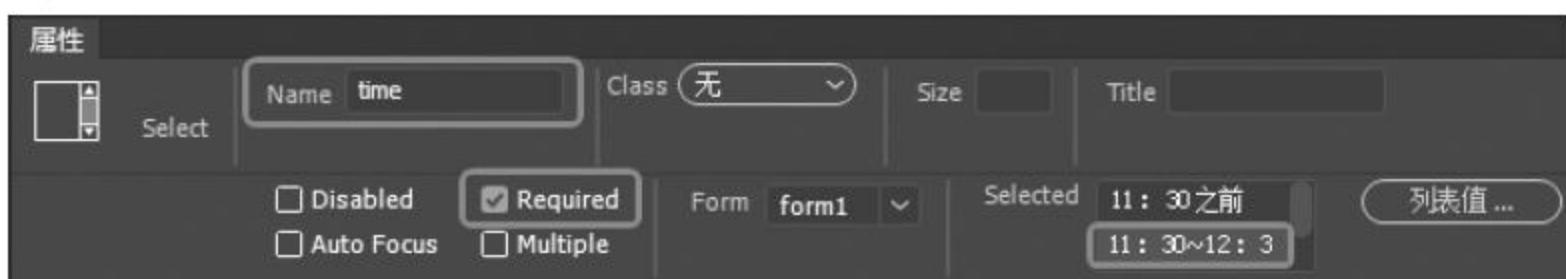 属性
Select
Name time
Class 无
Size
Title
Disabled
Required
Auto Focus
Multiple
Form form1
Selected
11：30之前
11：30~12：3
列表值...